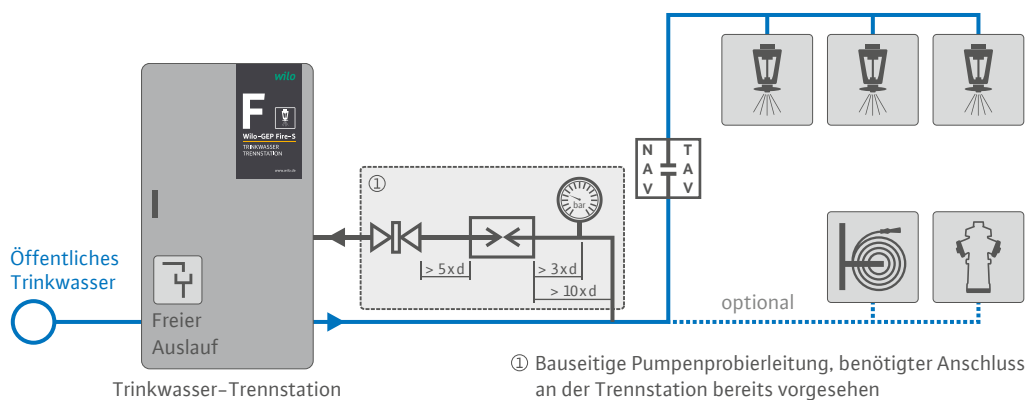 wilo
F
Wilo-GEP Fire-S
TRINKWASSER
TRENNSTATION
www.wilo.de
Öffentliches
Trinkwasser
Freier
Auslauf
Trinkwasser-Trennstation
①
bar
> 5xd
> 3xd
> 10xd
N T
A A
V V
optional
① Bauseitige Pumpenprobierleitung, benötigter Anschluss
an der Trennstation bereits vorgesehen